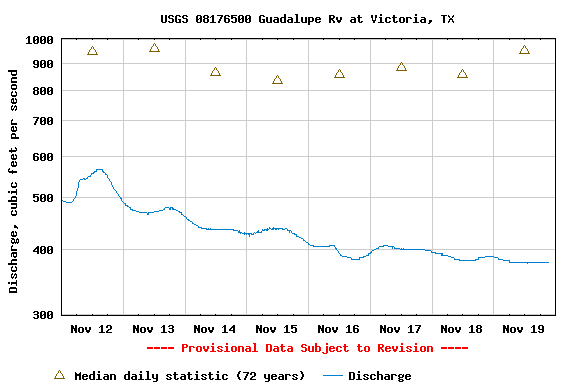 USGS 08176500 Guadalupe Rv at Victoria, TX
Discharge, cubic feet per second
1000
900
800
700
600
500
400
300
Nov 12 Nov 13 Nov 14 Nov 15 Nov 16 Nov 17 Nov 18 Nov 19
---- Provisional Data Subject to Revision ----
Median daily statistic (72 years) Discharge